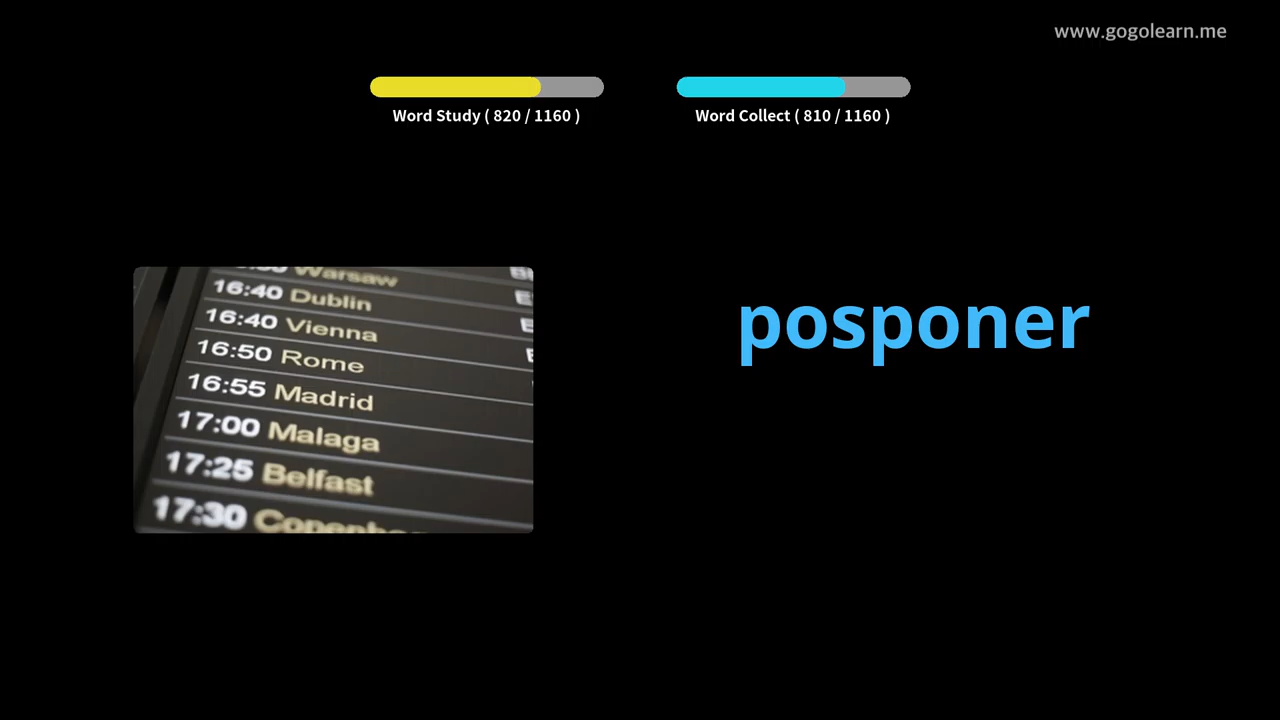 www.gogolearn.me
Word Study ( 820 / 1160 )
Word Collect ( 810 / 1160 )
Warsaw
16:40 Dublin
16:40 Vienna
16:50 Rome
16:55 Madrid
17:00 Malaga
17:25 Belfast
17:30
posponer